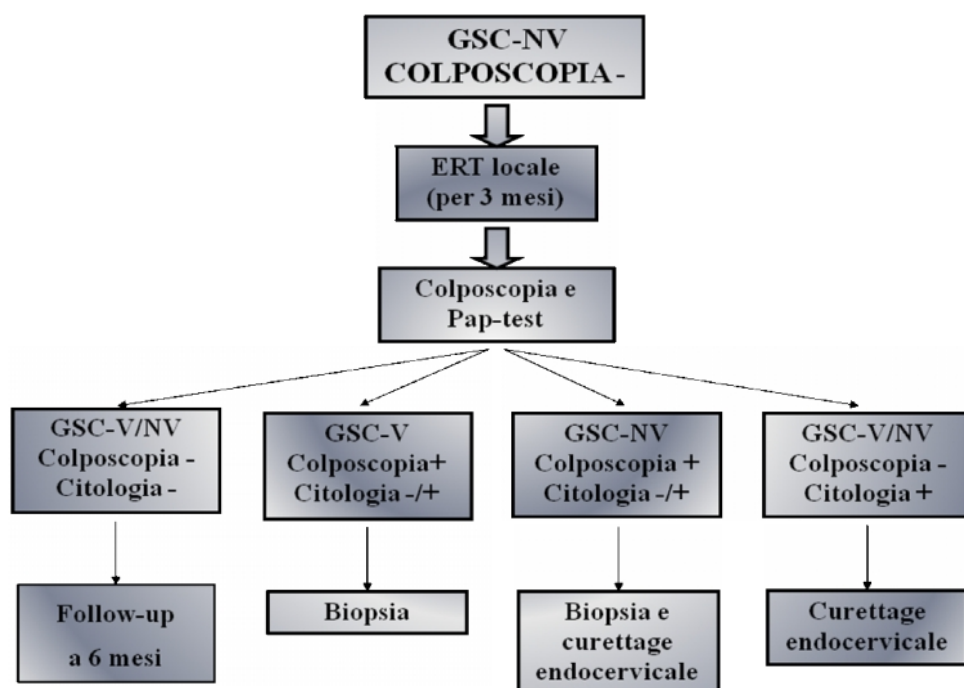 GSC-NV
COLPOSCOPIA -
ERT locale
(per 3 mesi)
Colposcopia e
Pap-test
GSC-V/NV
Colposcopia -
Citologia -
GSC-V
Colposcopia+
Citologia -/+
GSC-NV
Colposcopia +
Citologia -/+
GSC-V/NV
Colposcopia -
Citologia +
Follow-up
a 6 mesi
Biopsia
Biopsia e
curettage
endocervicale
Curettage
endocervicale